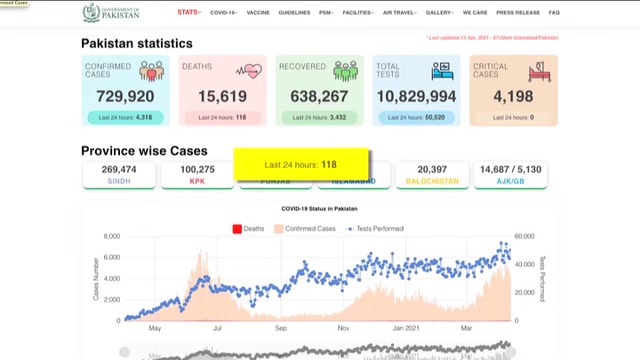 GOVERNMENT OF
PAKISTAN
STATS
COVID-19
VACCINE
GUIDELINES
PSM
FACILITIES
AIR TRAVEL
GALLERY
WE CARE
PRESS RELEASE
FAQ
Pakistan statistics
CONFIRMED
CASES
729,920
Last 24 hours: 4,318
DEATHS
15,619
Last 24 hours: 118
RECOVERED
638,267
Last 24 hours: 3,432
TOTAL
TESTS
10,829,994
Last 24 hours: 50,520
CRITICAL
CASES
4,198
Last 24 hours: 0
Province wise Cases
Last 24 hours: 118
269,474
SINDH
100,275
KPK
PUNJAB
ISLAMABAD
20,397
BALOCHISTAN
14,687 / 5,130
AJK/GB
COVID-19 Status in Pakistan
Deaths
Confirmed Cases
Tests Performed
8,000
6,000
4,000
2,000
0
Cases Number
60,000
40,000
20,000
0
Tests Performed
May
Jul
Sep
Nov
Jan 2021
Mar